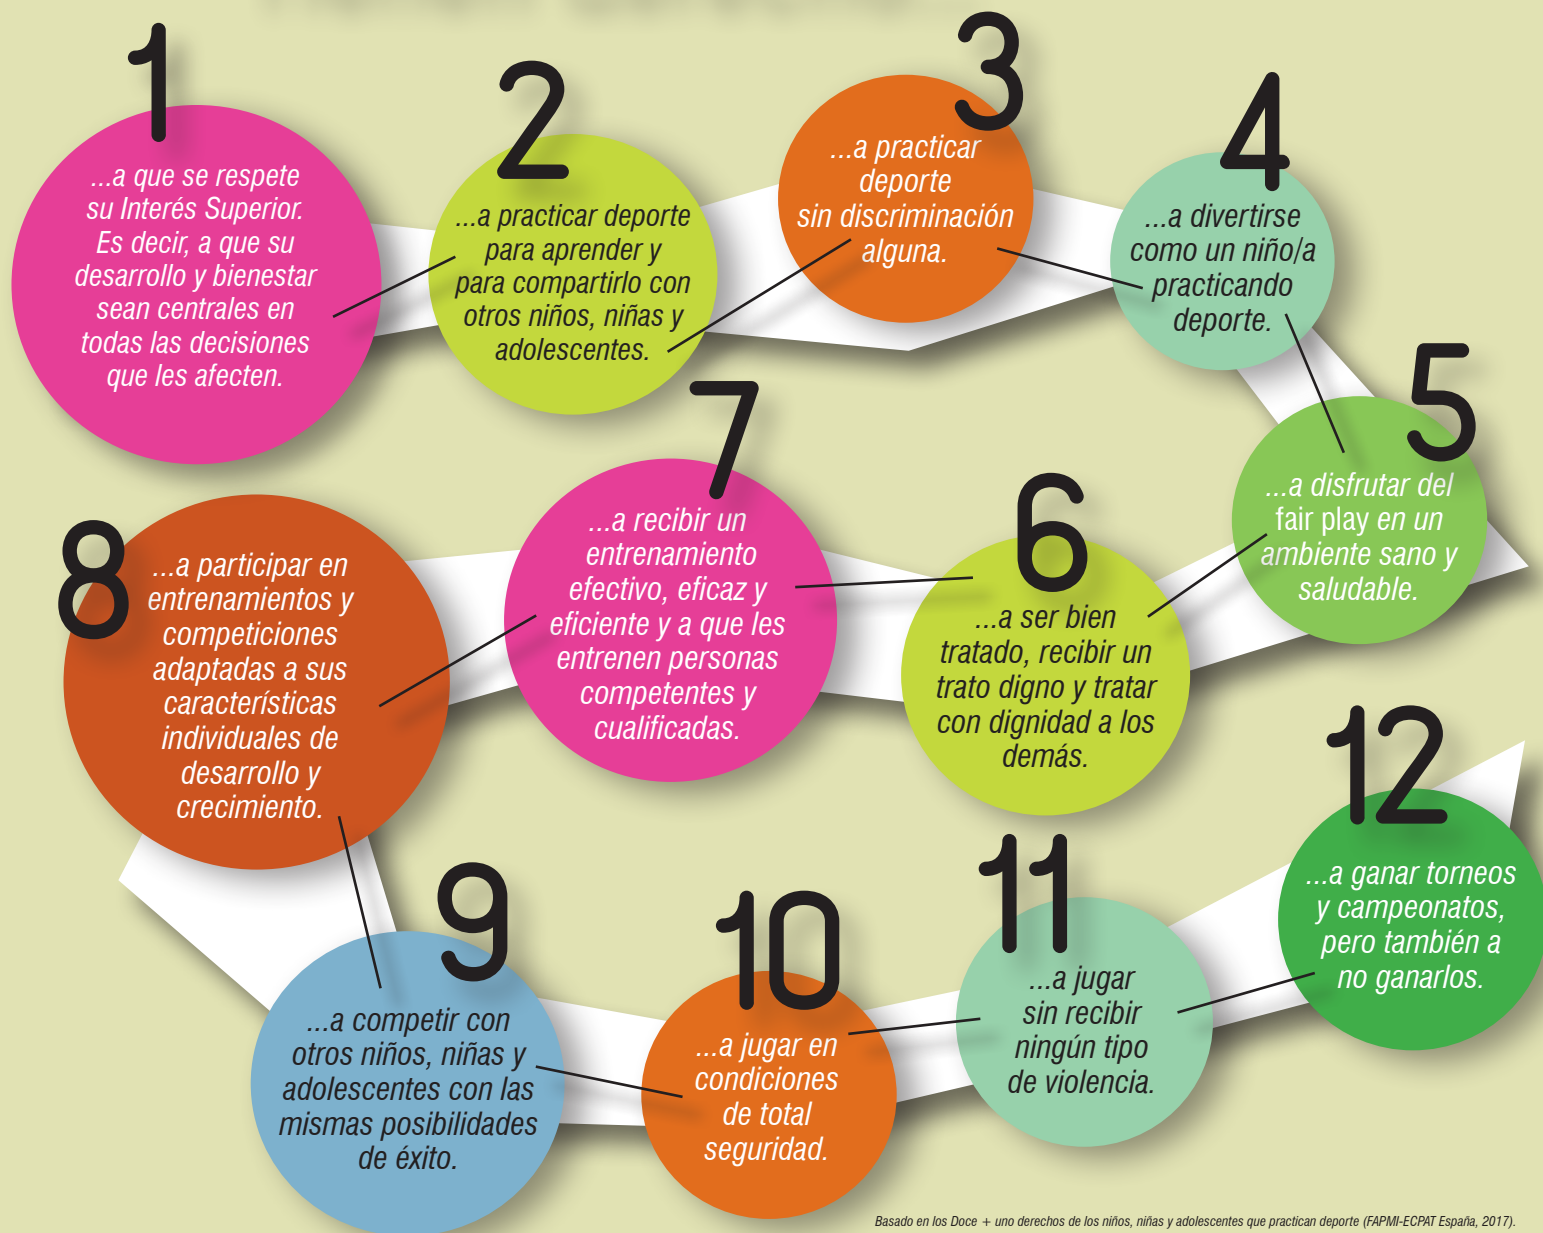 1
...a que se respete
su Interés Superior.
Es decir, a que su
desarrollo y bienestar
sean centrales en
todas las decisiones
que les afecten.
2
...a practicar deporte
para aprender y
para compartirlo con
otros niños, niñas y
adolescentes.
3
...a practicar
deporte
sin discriminación
alguna.
4
...a divertirse
como un niño/a
practicando
deporte.
5
...a disfrutar del
fair play en un
ambiente sano y
saludable.
6
...a ser bien
tratado, recibir un
trato digno y tratar
con dignidad a los
demás.
7
...a recibir un
entrenamiento
efectivo, eficaz y
eficiente y a que les
entrenen personas
competentes y
cualificadas.
8
...a participar en
entrenamientos y
competiciones
adaptadas a sus
características
individuales de
desarrollo y
crecimiento.
9
...a competir con
otros niños, niñas y
adolescentes con las
mismas posibilidades
de éxito.
10
...a jugar en
condiciones
de total
seguridad.
11
...a jugar
sin recibir
ningún tipo
de violencia.
12
...a ganar torneos
y campeonatos,
pero también a
no ganarlos.
Basado en los Doce + uno derechos de los niños, niñas y adolescentes que practican deporte (FAPMI-ECPAT España, 2017).